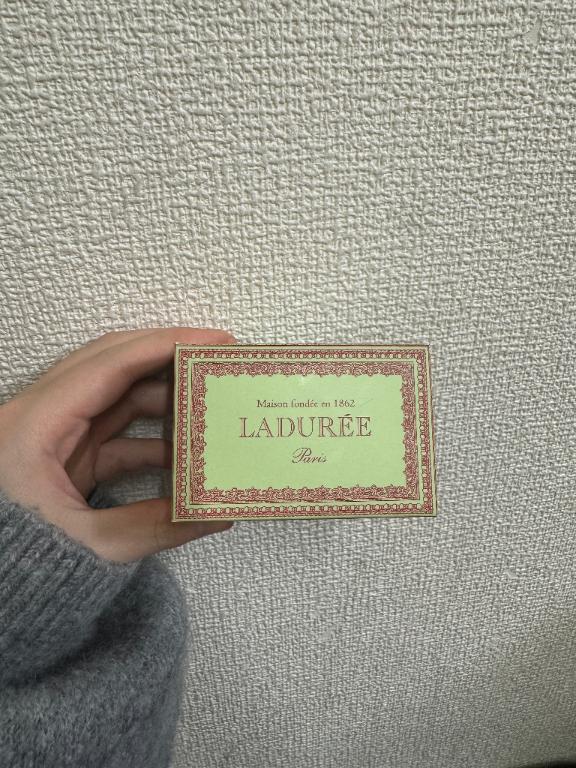 Maison fondée en 1862
LADURÉE
Paris